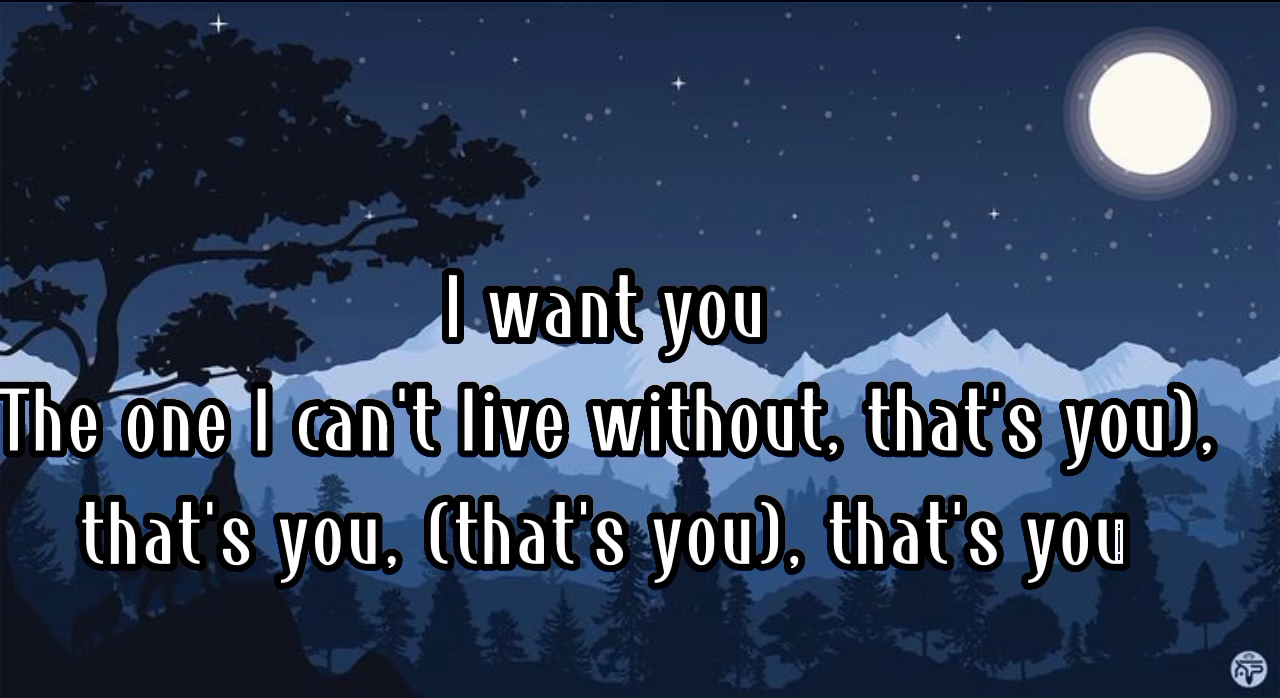 I want you
The one I can't live without, that's you),
that's you, (that's you), that's you